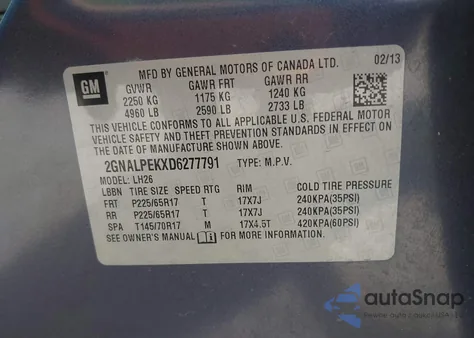 MFD BY GENERAL MOTORS OF CANADA LTD. 02/13
GM
GVWR GAWR FRT GAWR RR
2250 KG 1175 KG 1240 KG
4960 LB 2590 LB 2733 LB
THIS VEHICLE CONFORMS TO ALL APPLICABLE U.S. FEDERAL MOTOR
VEHICLE SAFETY AND THEFT PREVENTION STANDARDS IN EFFECT ON
THE DATE OF MANUFACTURE SHOWN ABOVE.
2GNALPEKXD6277791 TYPE: M.P.V.
MODEL: LH26
LBBN TIRE SIZE SPEED RTG RIM COLD TIRE PRESSURE
FRT P225/65R17 T 17X7J 240KPA(35PSI)
RR P225/65R17 T 17X7J 240KPA(35PSI)
SPA T145/70R17 M 17X4.5T 420KPA(60PSI)
SEE OWNER'S MANUAL FOR MORE INFORMATION.
autoSnap